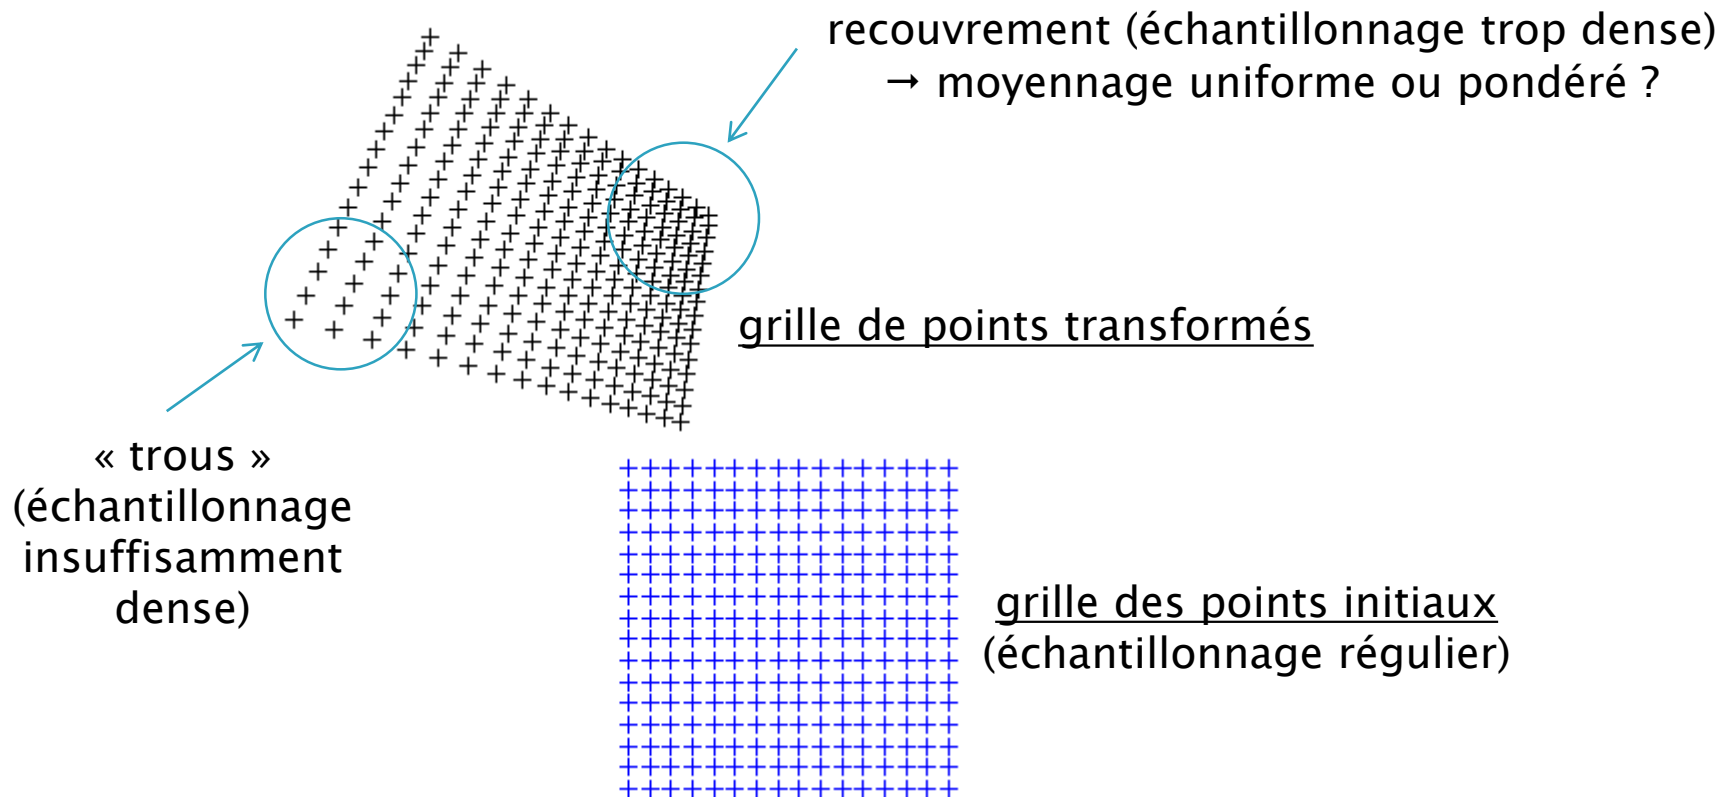 recouvrement (échantillonnage trop dense)
→ moyennage uniforme ou pondéré ?
grille de points transformés
« trous »
(échantillonnage
insuffisamment
dense)
grille des points initiaux
(échantillonnage régulier)